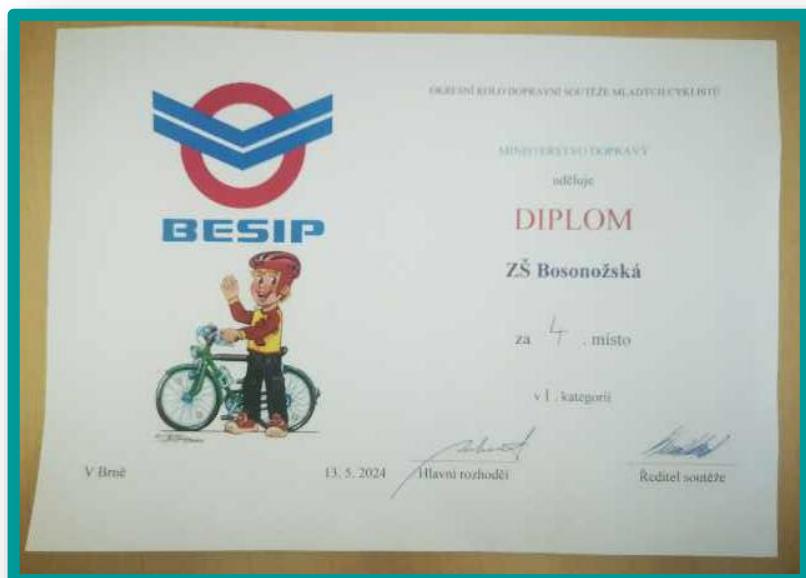 BESIP
OKRESNÍ KOLO DOPRAVNÍ SOUTĚŽE MLADÝCH CYKLISTŮ
MINISTERSTVO DOPRAVY
uděluje
DIPLOM
ZŠ Bosonožská
za 4 . místo
v I . kategorii
V Brně 13. 5. 2024 Hlavní rozhodčí Ředitel soutěže